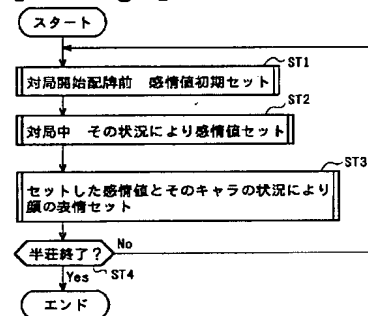 スタート
ST1
対局開始配牌前 感情値初期セット
ST2
対局中 その状況により感情値セット
ST3
セットした感情値とそのキャラの状況により
顔の表情セット
半荘終了？
No
Yes
ST4
エンド